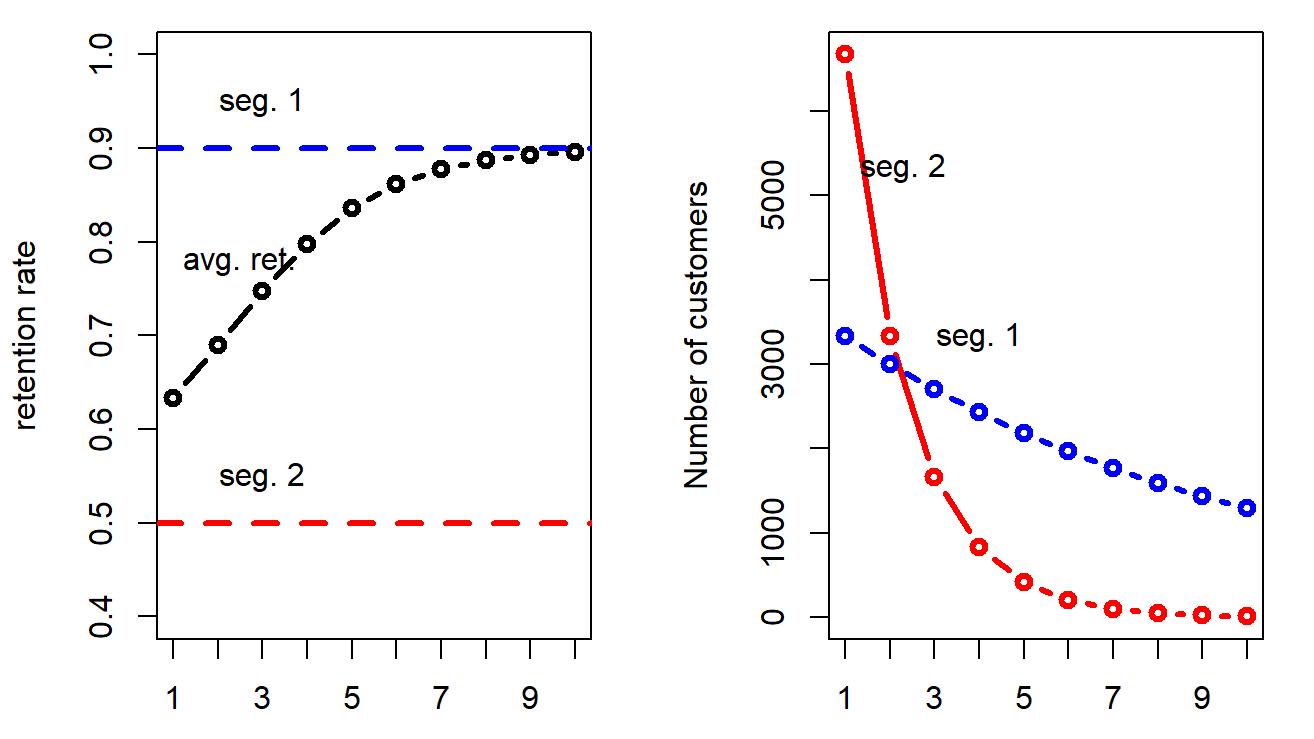 retention rate
1.0
0.9
0.8
0.7
0.6
0.5
0.4
seg. 1
avg. ret.
seg. 2
1 3 5 7 9
Number of customers
5000
3000
1000
0
seg. 2
seg. 1
1 3 5 7 9